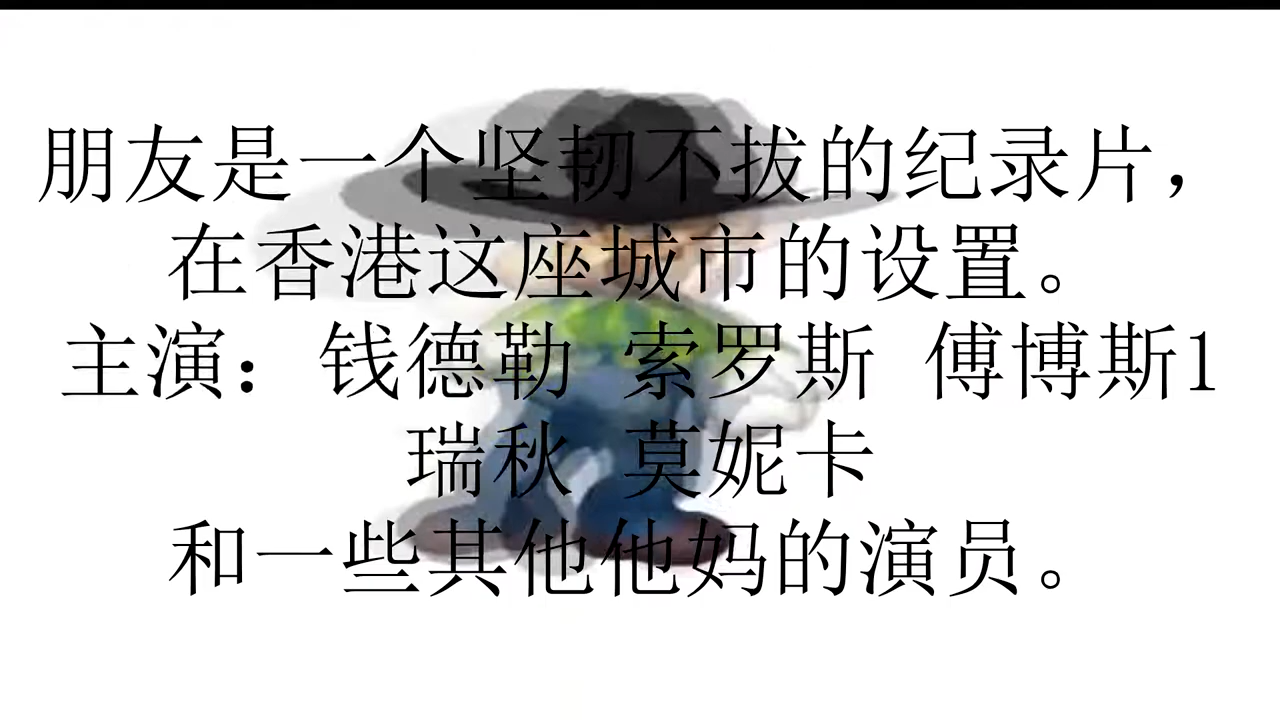 朋友是一个坚韧不拔的纪录片，
在香港这座城市的设置。
主演：钱德勒 索罗斯 傅博斯1
瑞秋 莫妮卡
和一些其他他妈的演员。